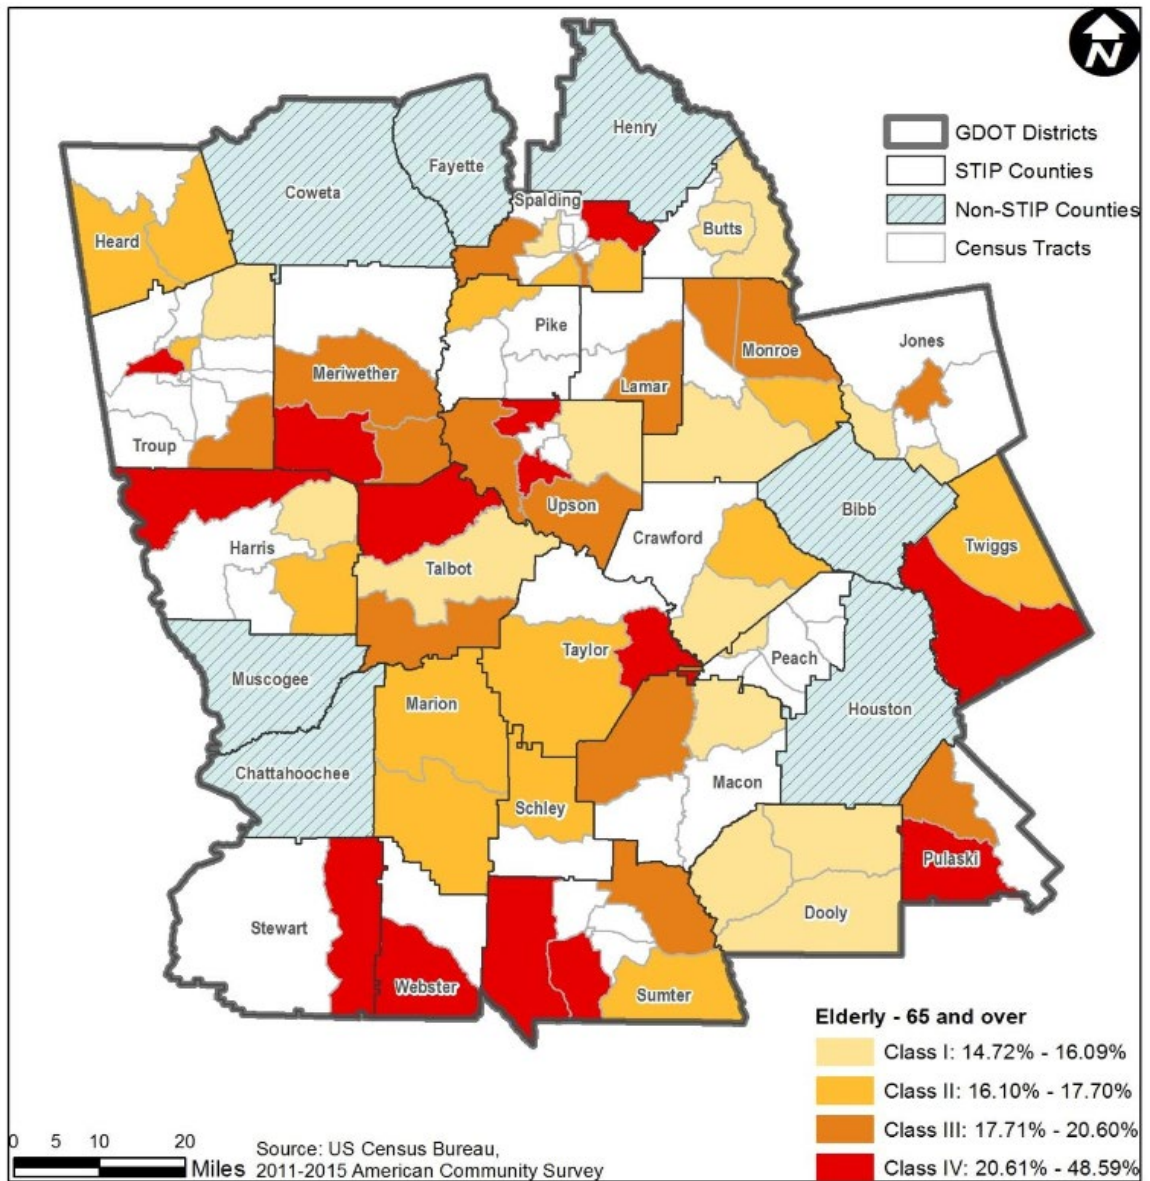 N
Henry
GDOT Districts
STIP Counties
Non-STIP Counties
Census Tracts
Fayette
Coweta
Spalding
Butts
Heard
Pike
Jones
Monroe
Meriwether
Lamar
Troup
Upson
Bibb
Crawford
Twiggs
Harris
Talbot
Taylor
Peach
Muscogee
Marion
Houston
Chattahoochee
Macon
Schley
Pulaski
Dooly
Stewart
Webster
Sumter
Elderly - 65 and over
Class I: 14.72% - 16.09%
Class II: 16.10% - 17.70%
Class III: 17.71% - 20.60%
Class IV: 20.61% - 48.59%
0 5 10 20
Miles
Source: US Census Bureau,
2011-2015 American Community Survey